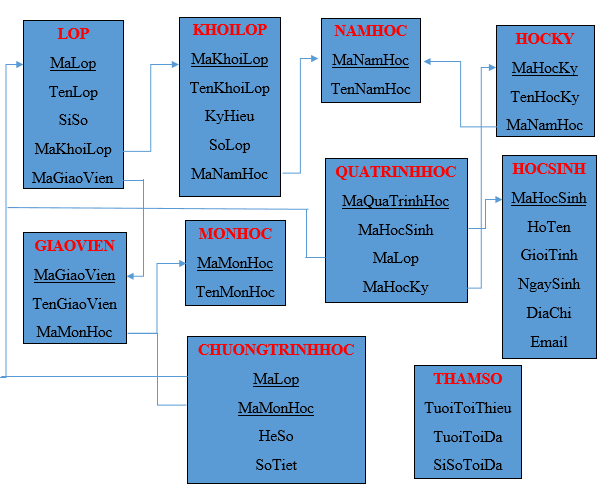 LOP
MaLop
TenLop
SiSo
MaKhoiLop
MaGiaoVien
KHOILOP
MaKhoiLop
TenKhoiLop
KyHieu
SoLop
MaNamHoc
NAMHOC
MaNamHoc
TenNamHoc
HOCKY
MaHocKy
TenHocKy
MaNamHoc
QUATRINHHOC
MaQuaTrinhHoc
MaHocSinh
MaLop
MaHocKy
HOCSINH
MaHocSinh
HoTen
GioiTinh
NgaySinh
DiaChi
Email
GIAOVIEN
MaGiaoVien
TenGiaoVien
MaMonHoc
MONHOC
MaMonHoc
TenMonHoc
CHUONGTRINHHOC
MaLop
MaMonHoc
HeSo
SoTiet
THAMSO
TuoiToiThieu
TuoiToiDa
SiSoToiDa